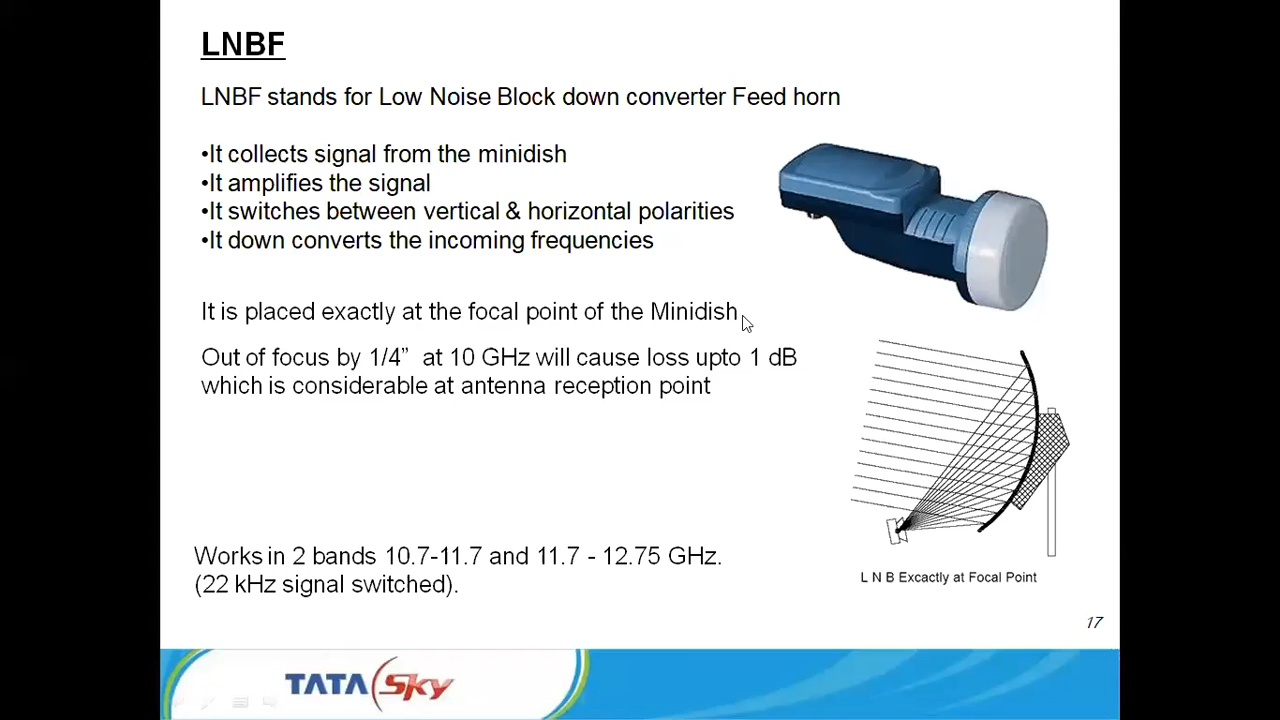 LNBF
LNBF stands for Low Noise Block down converter Feed horn
•It collects signal from the minidish
•It amplifies the signal
•It switches between vertical & horizontal polarities
•It down converts the incoming frequencies
It is placed exactly at the focal point of the Minidish
Out of focus by 1/4” at 10 GHz will cause loss upto 1 dB
which is considerable at antenna reception point
Works in 2 bands 10.7-11.7 and 11.7 - 12.75 GHz.
(22 kHz signal switched).
L N B Excactly at Focal Point
17
TATA Sky